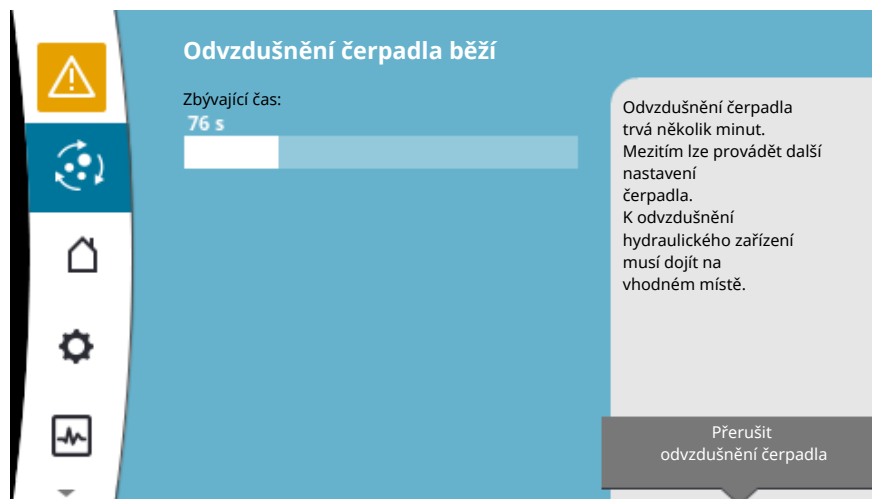 Odvzdušnění čerpadla běží
Zbývající čas:
76 s
Odvzdušnění čerpadla
trvá několik minut.
Mezitím lze provádět další
nastavení
čerpadla.
K odvzdušnění
hydraulického zařízení
musí dojít na
vhodném místě.
Přerušit
odvzdušnění čerpadla